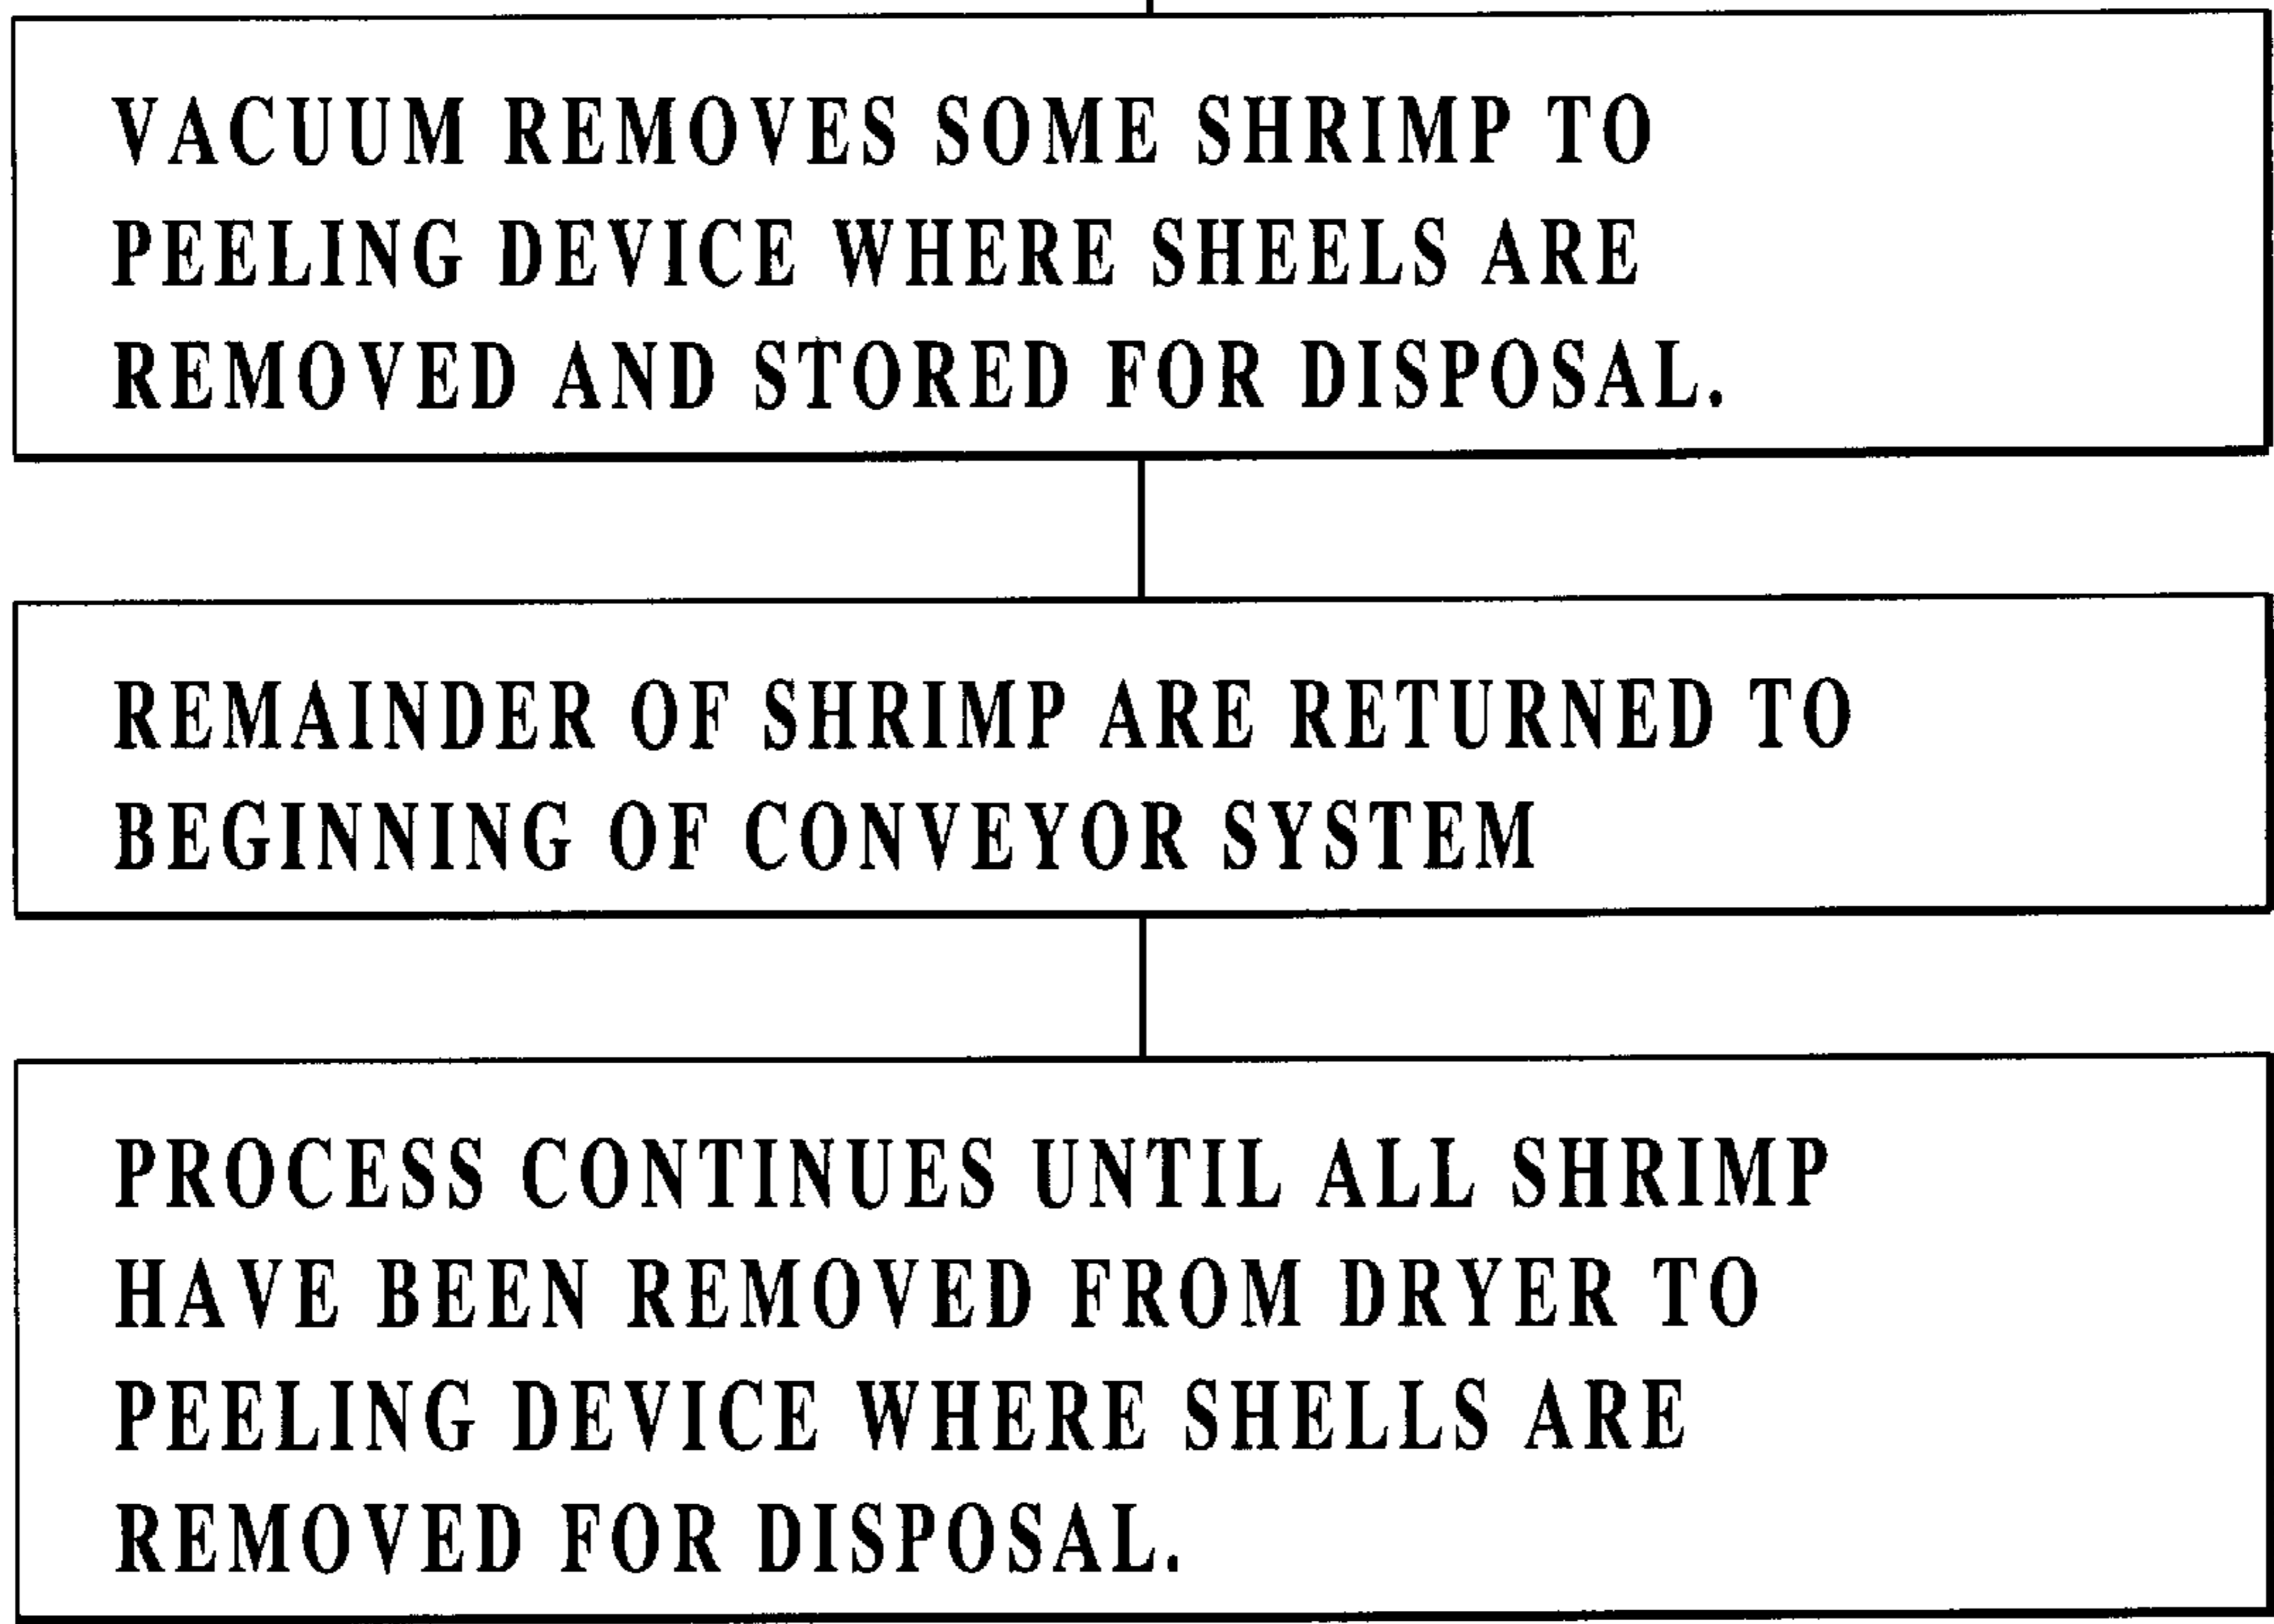 VACUUM REMOVES SOME SHRIMP TO
PEELING DEVICE WHERE SHEELS ARE
REMOVED AND STORED FOR DISPOSAL.
REMAINDER OF SHRIMP ARE RETURNED TO
BEGINNING OF CONVEYOR SYSTEM
PROCESS CONTINUES UNTIL ALL SHRIMP
HAVE BEEN REMOVED FROM DRYER TO
PEELING DEVICE WHERE SHELLS ARE
REMOVED FOR DISPOSAL.